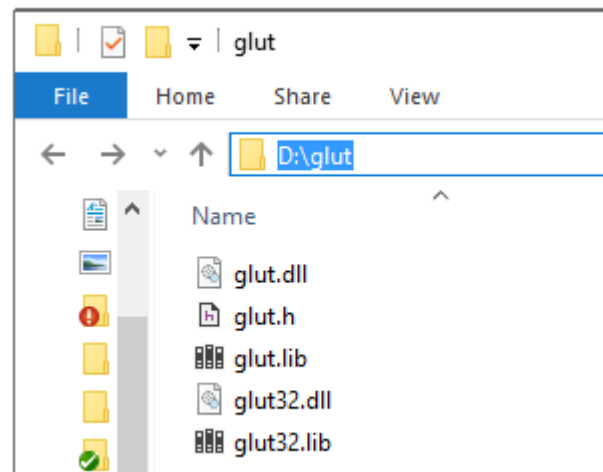 glut
File Home Share View
D:\glut
Name
glut.dll
glut.h
glut.lib
glut32.dll
glut32.lib